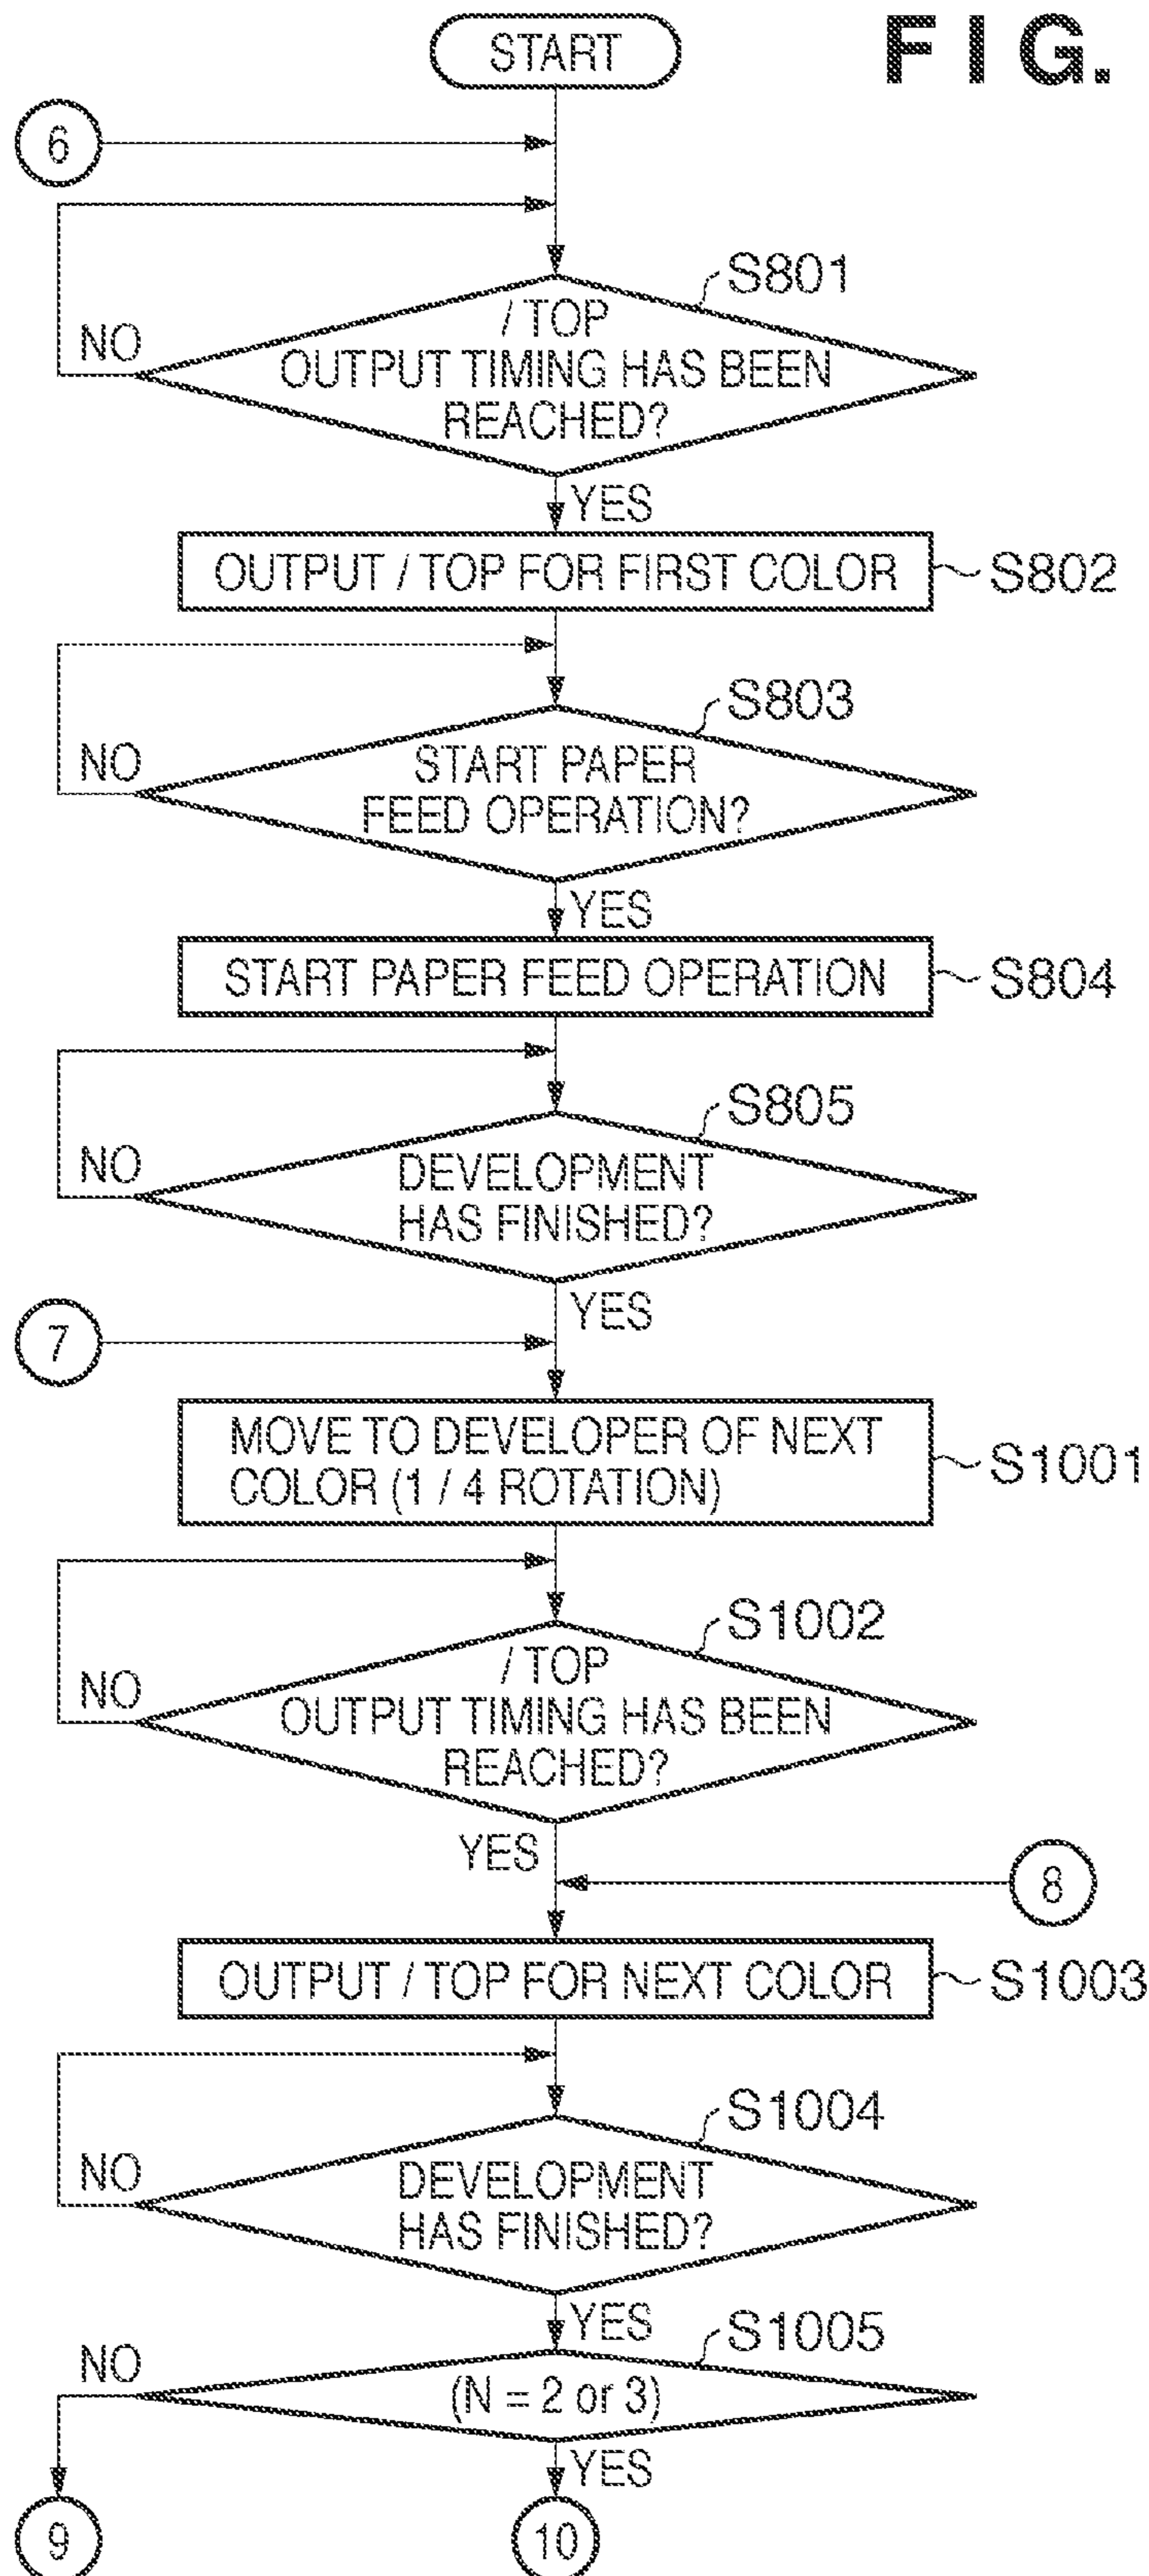 START
FIG.
6
S801
/ TOP
OUTPUT TIMING HAS BEEN
REACHED?
NO
YES
OUTPUT / TOP FOR FIRST COLOR
S802
S803
START PAPER
FEED OPERATION?
NO
YES
START PAPER FEED OPERATION
S804
S805
DEVELOPMENT
HAS FINISHED?
NO
YES
7
MOVE TO DEVELOPER OF NEXT
COLOR (1 / 4 ROTATION)
S1001
S1002
/ TOP
OUTPUT TIMING HAS BEEN
REACHED?
NO
YES
8
OUTPUT / TOP FOR NEXT COLOR
S1003
S1004
DEVELOPMENT
HAS FINISHED?
NO
YES
S1005
NO
(N = 2 or 3)
YES
9
10